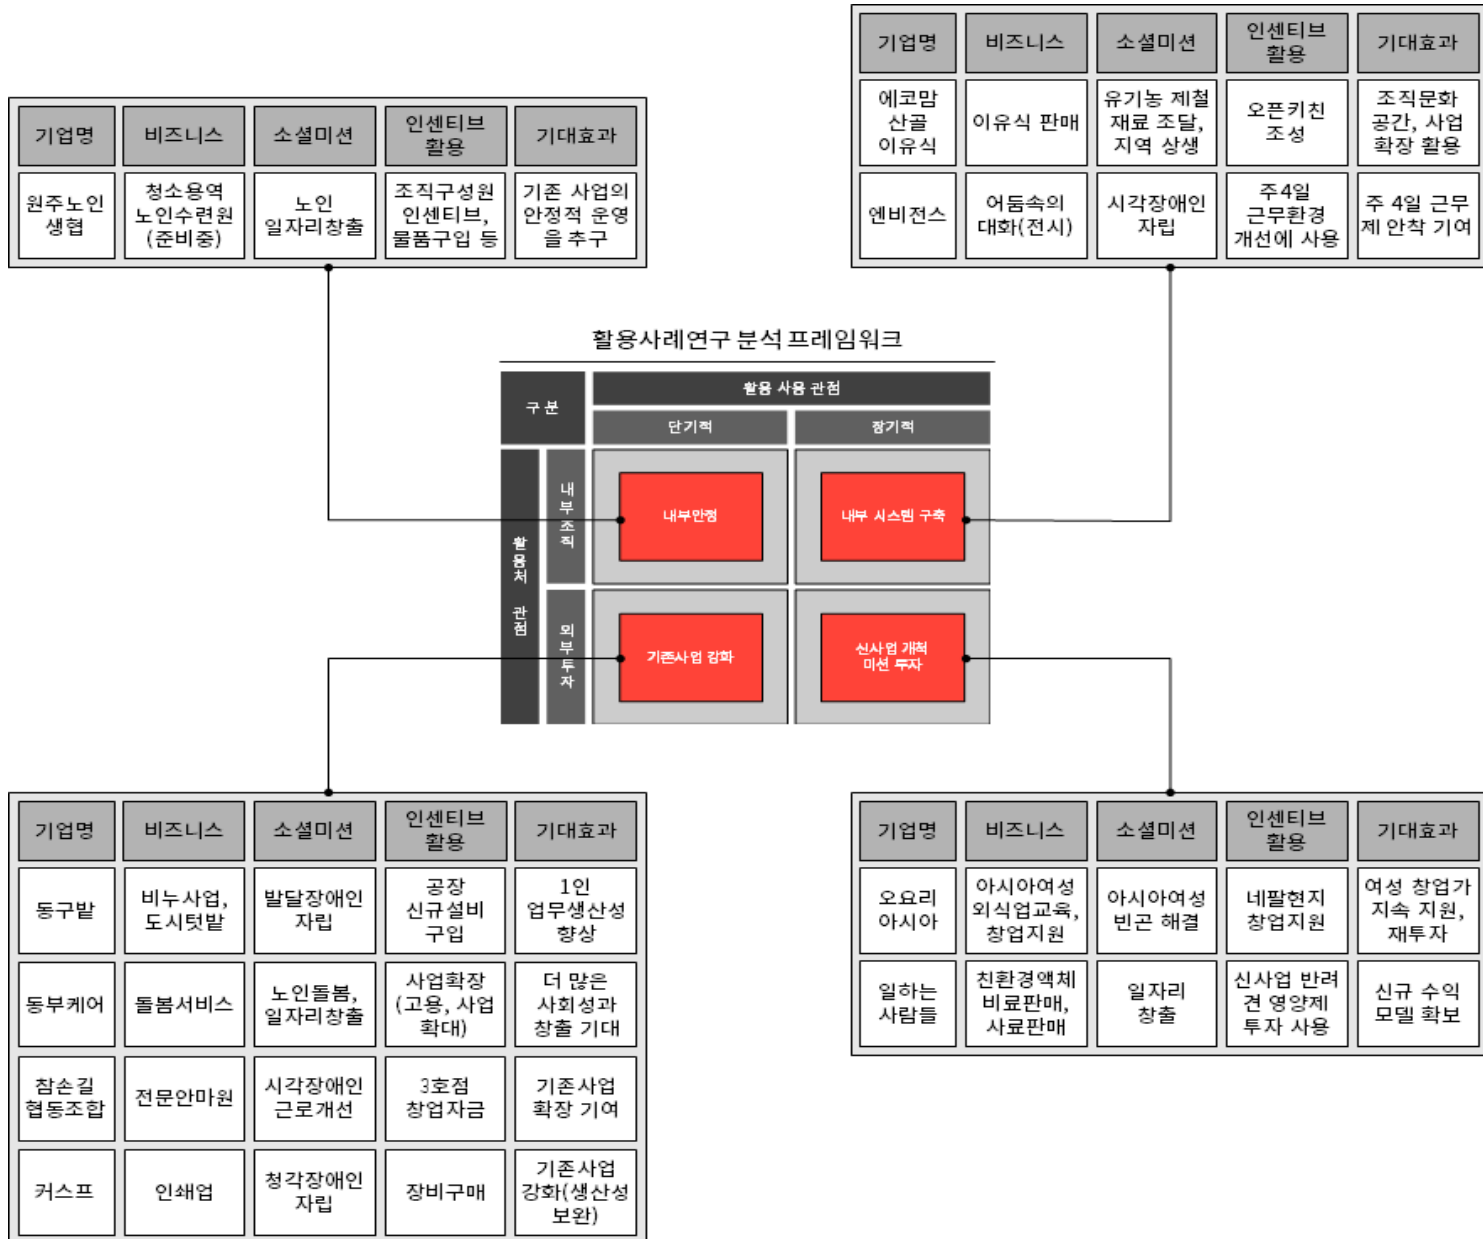 기업명
비즈니스
소셜미션
인센티브
활용
기대효과
원주노인
생협
청소용역
노인수련원
(준비중)
노인
일자리창출
조직구성원
인센티브,
물품구입 등
기존 사업의
안정적 운영
을 추구
기업명
비즈니스
소셜미션
인센티브
활용
기대효과
에코맘
산골
이유식
이유식 판매
유기농 제철
재료 조달,
지역 상생
오픈키친
조성
조직문화
공간, 사업
확장 활용
엔비전스
어둠속의
대화(전시)
시각장애인
자립
주4일
근무환경
개선에 사용
주 4일 근무
제 안착 기여
활용사례연구 분석 프레임워크
구 분
활용 사용 관점
단기적
장기적
활용처 관점
내부조직
내부안정
내부 시스템 구축
외부투자
기존사업 강화
신사업 개척
미션 투자
기업명
비즈니스
소셜미션
인센티브
활용
기대효과
동구밭
비누사업,
도시텃밭
발달장애인
자립
공장
신규설비
구입
1인
업무생산성
향상
동부케어
돌봄서비스
노인돌봄,
일자리창출
사업확장
(고용, 사업
확대)
더 많은
사회성과
창출 기대
참손길
협동조합
전문안마원
시각장애인
근로개선
3호점
창업자금
기존사업
확장 기여
커스프
인쇄업
청각장애인
자립
장비구매
기존사업
강화(생산성
보완)
기업명
비즈니스
소셜미션
인센티브
활용
기대효과
오요리
아시아
아시아여성
외식업교육,
창업지원
아시아여성
빈곤 해결
네팔현지
창업지원
여성 창업가
지속 지원,
재투자
일하는
사람들
친환경액체
비료판매,
사료판매
일자리
창출
신사업 반려
견 영양제
투자 사용
신규 수익
모델 확보